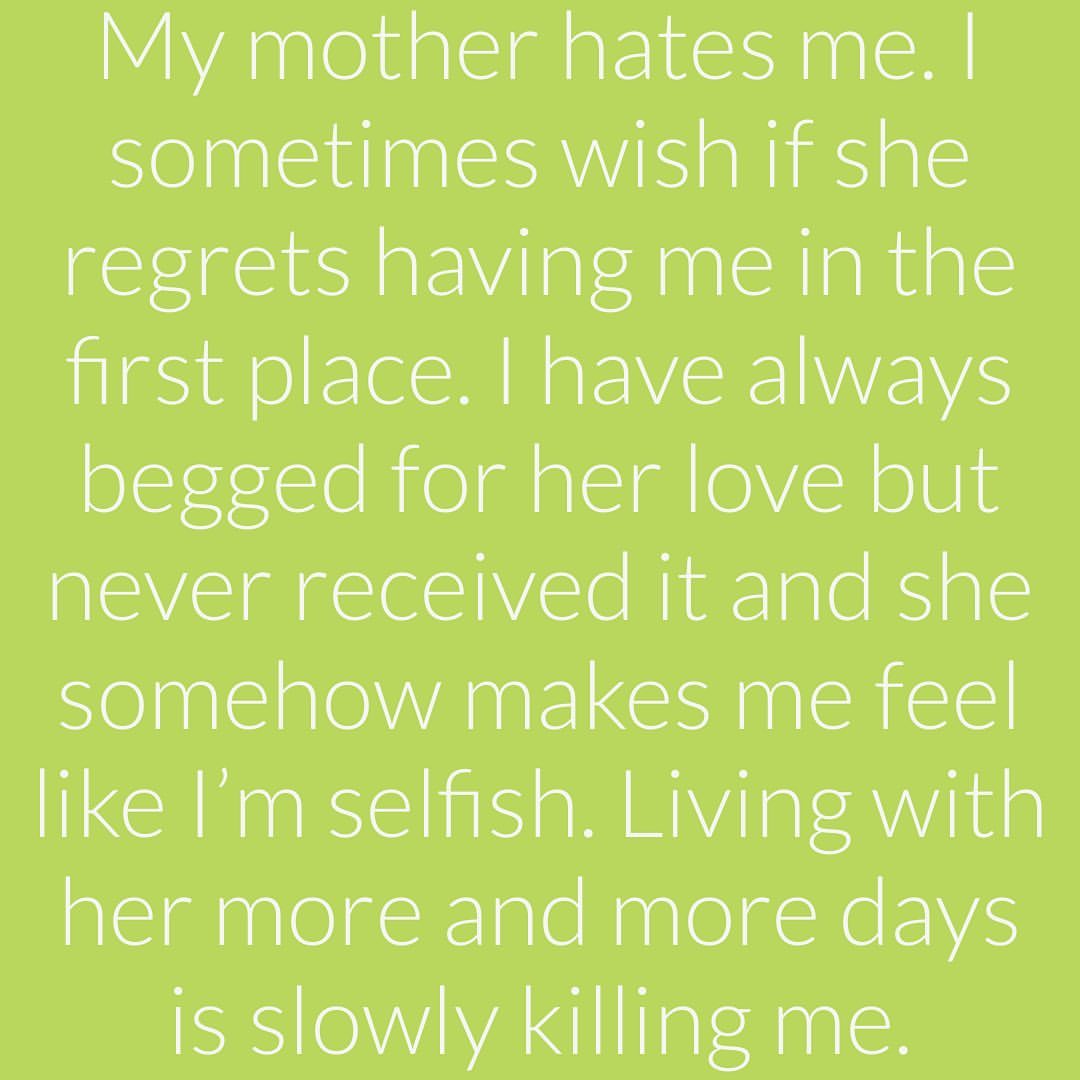 My mother hates me. I
sometimes wish if she
regrets having me in the
first place. I have always
begged for her love but
never received it and she
somehow makes me feel
like I’m selfish. Living with
her more and more days
is slowly killing me.